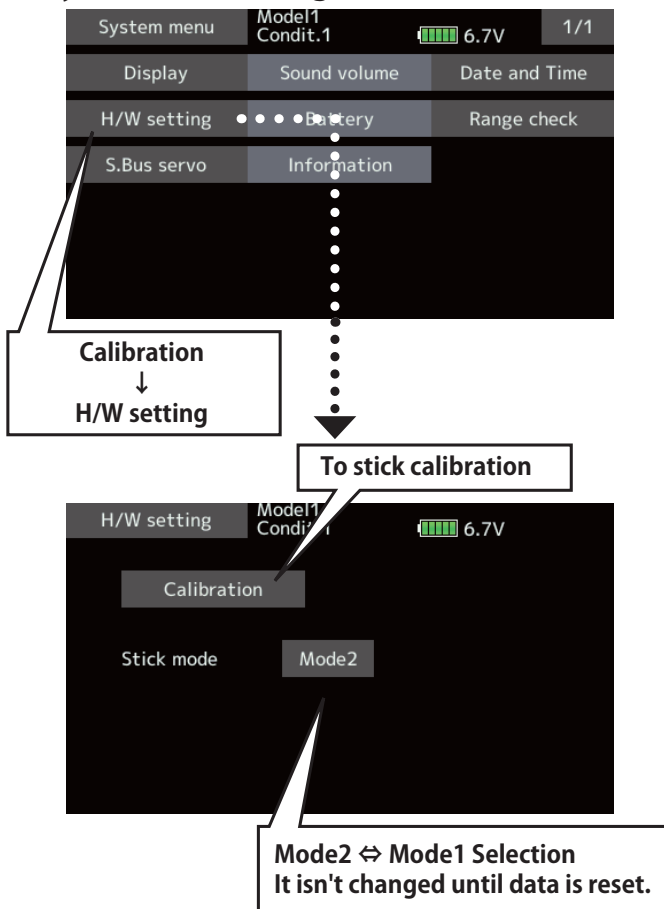 System menu
Model1
Condit.1
6.7V
1/1
Display
Sound volume
Date and Time
H/W setting
Battery
Range check
S.Bus servo
Information
Calibration
↓
H/W setting
To stick calibration
H/W setting
Model1
6.7V
Calibration
Stick mode
Mode2
Mode2 ⇔ Mode1 Selection
It isn't changed until data is reset.